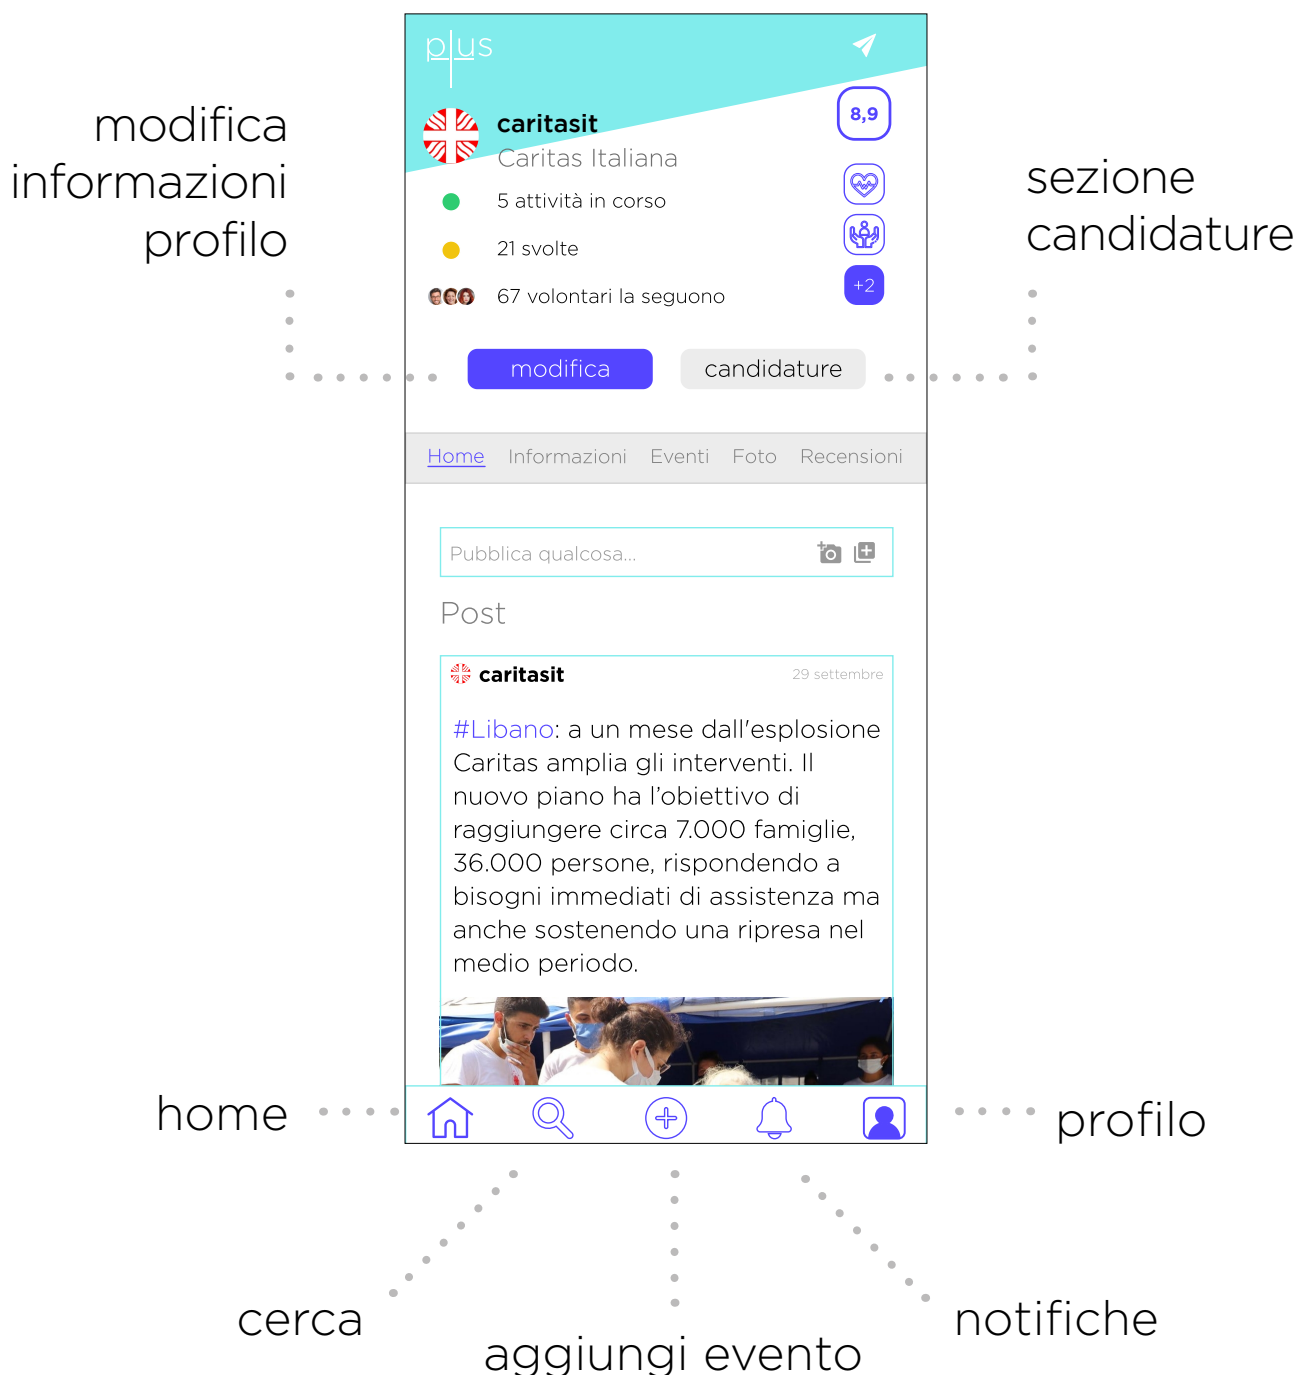 plus
modifica
informazioni
profilo
caritasit
8,9
Caritas Italiana
5 attività in corso
21 svolte
67 volontari la seguono
+2
sezione
candidature
modifica
candidature
Home Informazioni Eventi Foto Recensioni
Pubblica qualcosa...
Post
caritasit 29 settembre
#Libano: a un mese dall'esplosione
Caritas amplia gli interventi. Il
nuovo piano ha l’obiettivo di
raggiungere circa 7.000 famiglie,
36.000 persone, rispondendo a
bisogni immediati di assistenza ma
anche sostenendo una ripresa nel
medio periodo.
home
profilo
cerca
aggiungi evento
notifiche